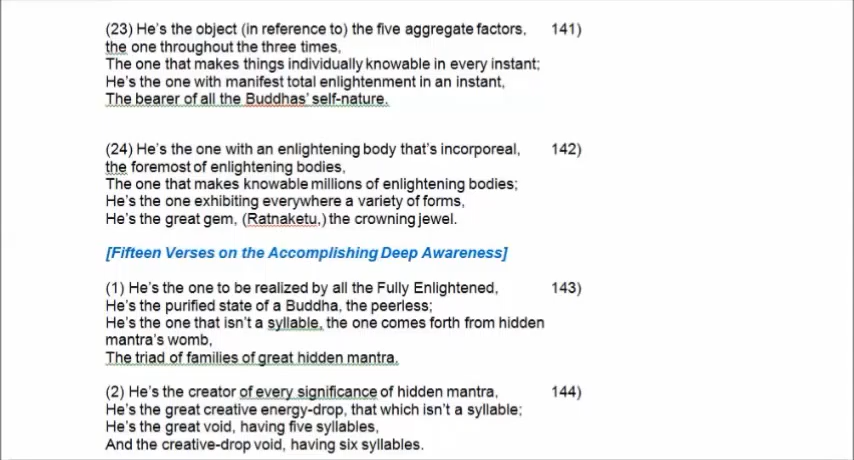 (23) He's the object (in reference to) the five aggregate factors, 141)
the one throughout the three times,
The one that makes things individually knowable in every instant;
He's the one with manifest total enlightenment in an instant,
The bearer of all the Buddhas' self-nature.
(24) He's the one with an enlightening body that's incorporeal, 142)
the foremost of enlightening bodies,
The one that makes knowable millions of enlightening bodies;
He's the one exhibiting everywhere a variety of forms,
He's the great gem, (Ratnaketu,) the crowning jewel.
[Fifteen Verses on the Accomplishing Deep Awareness]
(1) He's the one to be realized by all the Fully Enlightened, 143)
He's the purified state of a Buddha, the peerless;
He's the one that isn't a syllable, the one comes forth from hidden
mantra's womb,
The triad of families of great hidden mantra.
(2) He's the creator of every significance of hidden mantra, 144)
He's the great creative energy-drop, that which isn't a syllable;
He's the great void, having five syllables,
And the creative-drop void, having six syllables.